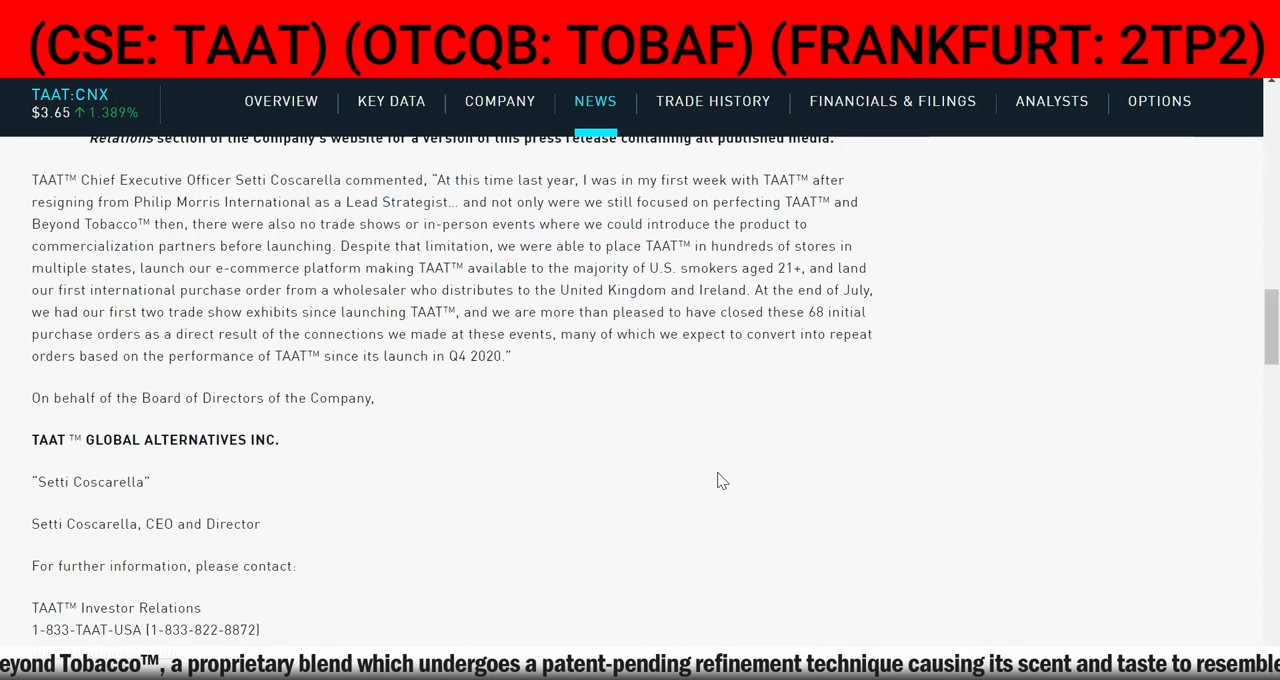 (CSE: TAAT) (OTCQB: TOBAF) (FRANKFURT: 2TP2)
TAAT:CNX
$3.65 ↑ 1.389%
OVERVIEW
KEY DATA
COMPANY
NEWS
TRADE HISTORY
FINANCIALS & FILINGS
ANALYSTS
OPTIONS
Relations section of the Company's website for a version of this press release containing all published media.
TAAT™ Chief Executive Officer Setti Coscarella commented, “At this time last year, I was in my first week with TAAT™ after
resigning from Philip Morris International as a Lead Strategist… and not only were we still focused on perfecting TAAT™ and
Beyond Tobacco™ then, there were also no trade shows or in-person events where we could introduce the product to
commercialization partners before launching. Despite that limitation, we were able to place TAAT™ in hundreds of stores in
multiple states, launch our e-commerce platform making TAAT™ available to the majority of U.S. smokers aged 21+, and land
our first international purchase order from a wholesaler who distributes to the United Kingdom and Ireland. At the end of July,
we had our first two trade show exhibits since launching TAAT™, and we are more than pleased to have closed these 68 initial
purchase orders as a direct result of the connections we made at these events, many of which we expect to convert into repeat
orders based on the performance of TAAT™ since its launch in Q4 2020.”
On behalf of the Board of Directors of the Company,
TAAT ™ GLOBAL ALTERNATIVES INC.
“Setti Coscarella”
Setti Coscarella, CEO and Director
For further information, please contact:
TAAT™ Investor Relations
1-833-TAAT-USA (1-833-822-8872)
eyond Tobacco™, a proprietary blend which undergoes a patent-pending refinement technique causing its scent and taste to resemble